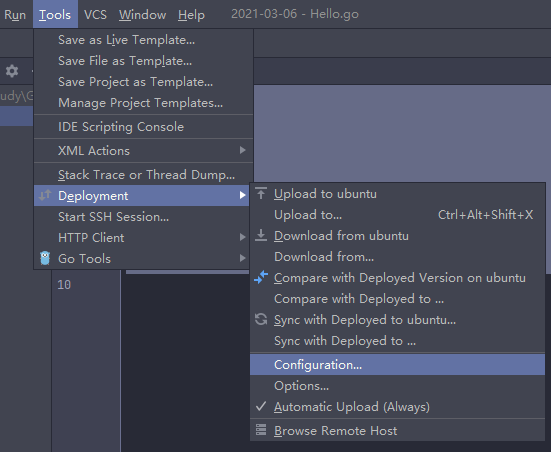 Run Tools VCS Window Help 2021-03-06 - Hello.go
Save as Live Template...
Save File as Template...
Save Project as Template...
Manage Project Templates...
IDE Scripting Console
XML Actions
Stack Trace or Thread Dump...
Deployment
Start SSH Session...
HTTP Client
Go Tools
udy\G
10
Upload to ubuntu
Upload to... Ctrl+Alt+Shift+X
Download from ubuntu
Download from...
Compare with Deployed Version on ubuntu
Compare with Deployed to ...
Sync with Deployed to ubuntu...
Sync with Deployed to ...
Configuration...
Options...
Automatic Upload (Always)
Browse Remote Host